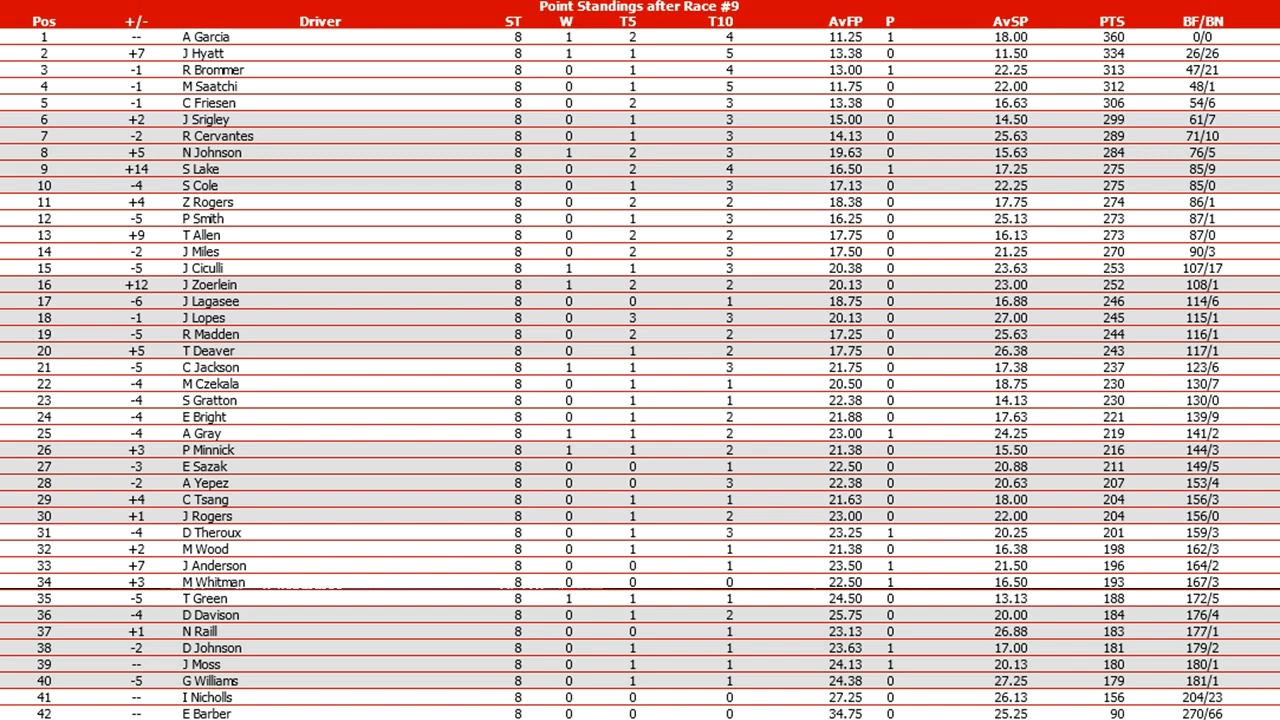 Point Standings after Race #9
Pos +/- Driver ST W T5 T10 AvFP P AvSP PTS BF/BN
1 -- A Garcia 8 1 2 4 11.25 1 18.00 360 0/0
2 +7 J Hyatt 8 1 1 5 13.38 0 11.50 334 26/26
3 -1 R Brommer 8 0 1 4 13.00 1 22.25 313 47/21
4 -1 M Saatchi 8 0 1 5 11.75 0 22.00 312 48/1
5 -1 C Friesen 8 0 2 3 13.38 0 16.63 306 54/6
6 +2 J Srigley 8 0 1 3 15.00 0 14.50 299 61/7
7 -2 R Cervantes 8 0 1 3 14.13 0 25.63 289 71/10
8 +5 N Johnson 8 1 2 3 19.63 0 15.63 284 76/5
9 +14 S Lake 8 0 2 4 16.50 1 17.25 275 85/9
10 -4 S Cole 8 0 1 3 17.13 0 22.25 275 85/0
11 +4 Z Rogers 8 0 2 2 18.38 0 17.75 274 86/1
12 -5 P Smith 8 0 1 3 16.25 0 25.13 273 87/1
13 +9 T Allen 8 0 2 2 17.75 0 16.13 273 87/0
14 -2 J Miles 8 0 2 3 17.50 0 21.25 270 90/3
15 -5 J Ciculli 8 1 1 3 20.38 0 23.63 253 107/17
16 +12 J Zoerlein 8 1 2 2 20.13 0 23.00 252 108/1
17 -6 J Lagasee 8 0 0 1 18.75 0 16.88 246 114/6
18 -1 J Lopes 8 0 3 3 20.13 0 27.00 245 115/1
19 -5 R Madden 8 0 2 2 17.25 0 25.63 244 116/1
20 +5 T Deaver 8 0 1 2 17.75 0 26.38 243 117/1
21 -5 C Jackson 8 1 1 3 21.75 0 17.38 237 123/6
22 -4 M Czekala 8 0 1 1 20.50 0 18.75 230 130/7
23 -4 S Gratton 8 0 1 1 22.38 0 14.13 230 130/0
24 -4 E Bright 8 0 1 2 21.88 0 17.63 221 139/9
25 -4 A Gray 8 1 1 2 23.00 1 24.25 219 141/2
26 +3 P Minnick 8 1 1 2 21.38 0 15.50 216 144/3
27 -3 E Sazak 8 0 0 1 22.50 0 20.88 211 149/5
28 -2 A Yepez 8 0 0 3 22.38 0 20.63 207 153/4
29 +4 C Tsang 8 0 1 1 21.63 0 18.00 204 156/3
30 +1 J Rogers 8 0 1 2 23.00 0 22.00 204 156/0
31 -4 D Theroux 8 0 1 3 23.25 1 20.25 201 159/3
32 +2 M Wood 8 0 1 1 21.38 0 16.38 198 162/3
33 +7 J Anderson 8 0 0 1 23.50 1 21.50 196 164/2
34 +3 M Whitman 8 0 0 0 22.50 1 16.50 193 167/3
35 -5 T Green 8 1 1 1 24.50 0 13.13 188 172/5
36 -4 D Davison 8 0 1 2 25.75 0 20.00 184 176/4
37 +1 N Raill 8 0 0 1 23.13 0 26.88 183 177/1
38 -2 D Johnson 8 0 1 1 23.63 1 17.00 181 179/2
39 -- J Moss 8 0 1 1 24.13 1 20.13 180 180/1
40 -5 G Williams 8 0 1 1 24.38 0 27.25 179 181/1
41 -- I Nicholls 8 0 0 0 27.25 0 26.13 156 204/23
42 -- E Barber 8 0 0 0 34.75 0 25.25 90 270/66